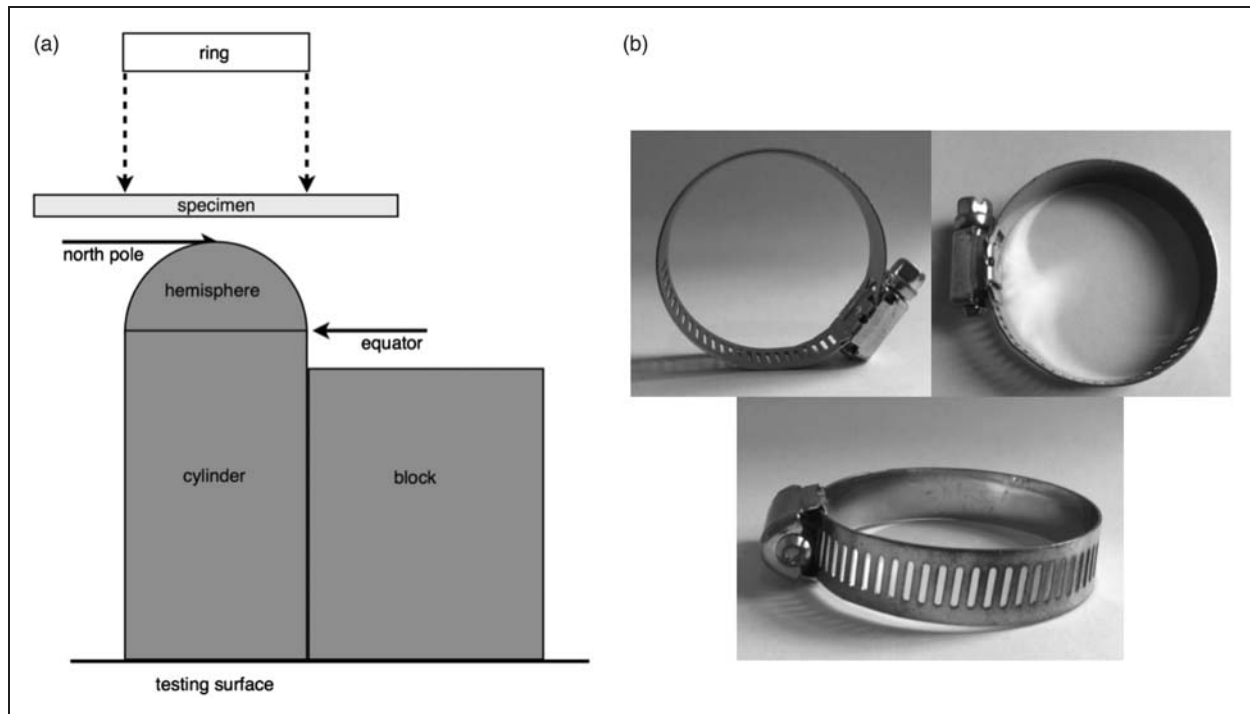 (a)
ring
specimen
north pole
hemisphere
equator
cylinder
block
testing surface
(b)